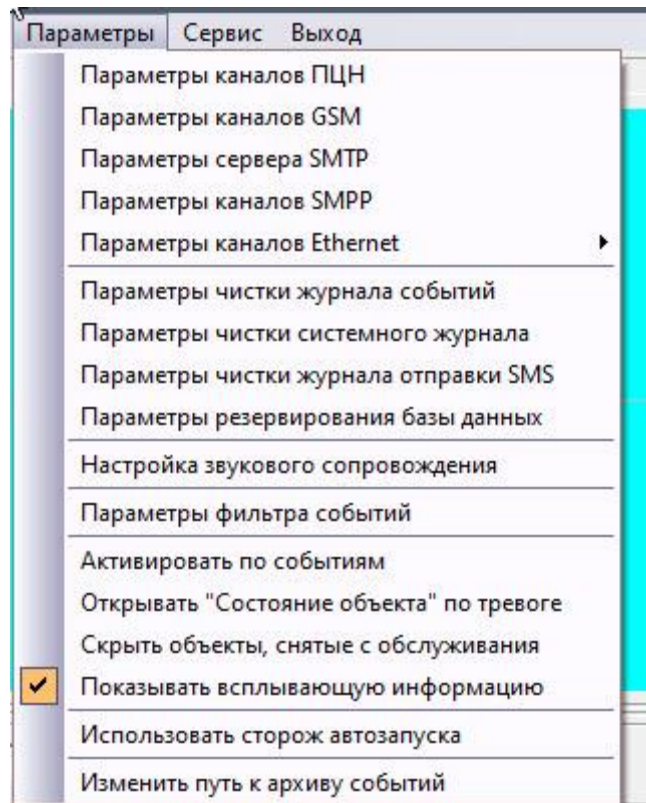 Параметры Сервис Выход
Параметры каналов ПЦН
Параметры каналов GSM
Параметры сервера SMTP
Параметры каналов SMPP
Параметры каналов Ethernet
Параметры чистки журнала событий
Параметры чистки системного журнала
Параметры чистки журнала отправки SMS
Параметры резервирования базы данных
Настройка звукового сопровождения
Параметры фильтра событий
Активировать по событиям
Открывать "Состояние объекта" по тревоге
Скрыть объекты, снятые с обслуживания
Показывать всплывающую информацию
Использовать сторож автозапуска
Изменить путь к архиву событий